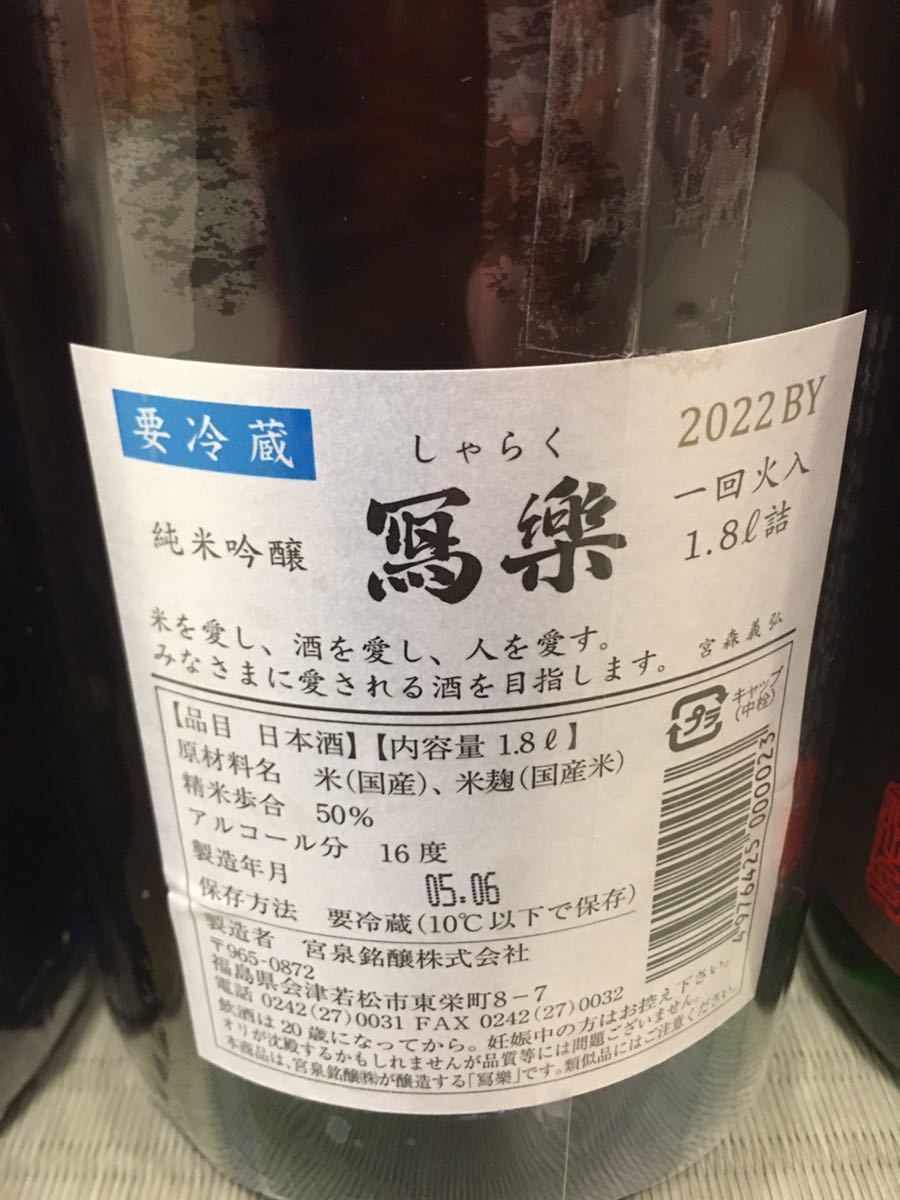 要冷蔵
2022BY
しゃらく
一回火入
純米吟醸
寫樂
1.8ℓ詰
米を愛し、酒を愛し、人を愛す。
みなさまに愛される酒を目指します。
宮森義弘
【品目 日本酒】【内容量 1.8ℓ】
原材料名 米(国産)、米麹(国産米)
精米歩合 50%
アルコール分 16度
製造年月 05.06
保存方法 要冷蔵(10℃以下で保存)
プラ
キャップ
(中栓)
4976425 000023
製造者 宮泉銘醸株式会社
〒965-0872
福島県会津若松市東栄町8-7
電話 0242(27)0031 FAX 0242(27)0032
飲酒は20歳になってから。妊娠中の方はお控え下さい。
オリが沈殿するかもしれませんが品質等には問題ございません。
本商品は、宮泉銘醸㈱が醸造する「寫樂」です。類似品にはご注意ください。